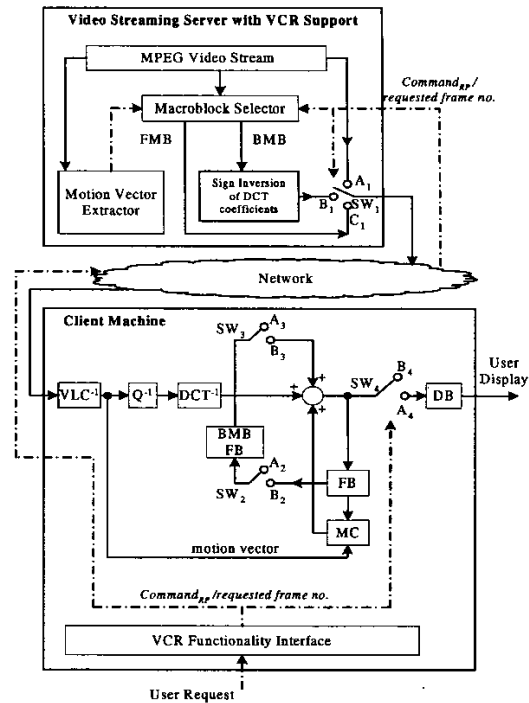 Video Streaming Server with VCR Support
MPEG Video Stream
Command_RP /
requested frame no.
Macroblock Selector
FMB
BMB
Motion Vector
Extractor
Sign Inversion
of DCT
coefficients
A₁
B₁
SW₁
C₁
Network
Client Machine
SW₃
A₃
B₃
User
Display
VLC⁻¹
Q⁻¹
DCT⁻¹
+
+
+
SW₄
B₄
A₄
DB
BMB
FB
SW₂
A₂
B₂
FB
MC
motion vector
Command_RP /requested frame no.
VCR Functionality Interface
User Request